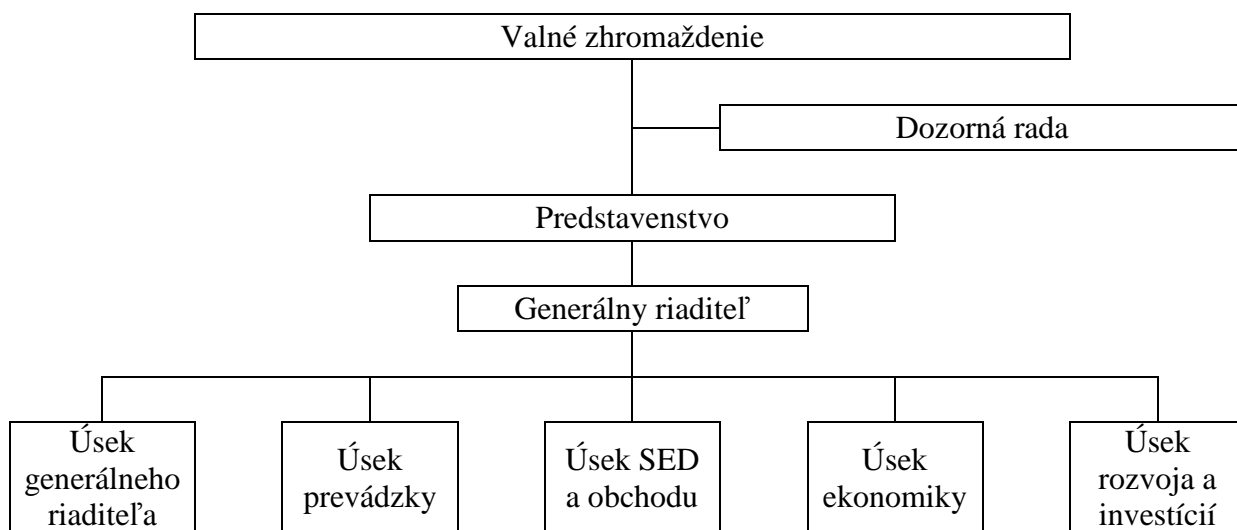 Valné zhromaždenie
Dozorná rada
Predstavenstvo
Generálny riaditeľ
Úsek
generálneho
riaditeľa
Úsek
prevádzky
Úsek SED
a obchodu
Úsek
ekonomiky
Úsek
rozvoja a
investícií